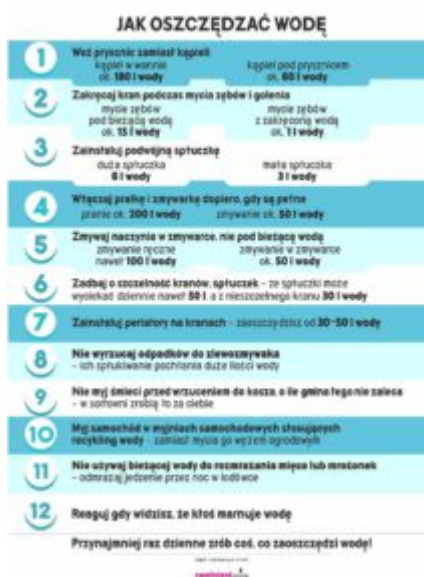 JAK OSZCZĘDZAĆ WODĘ
1
Weź prysznic zamiast kąpieli
kąpiel w wannie
ok. 180 l wody
kąpiel pod prysznicem
ok. 60 l wody
2
Zakręcaj kran podczas mycia zębów i golenia
mycie zębów
pod bieżącą wodą
ok. 15 l wody
mycie zębów
z zakręconą wodą
ok. 1 l wody
3
Zainstaluj podwójną spłuczkę
duża spłuczka
6 l wody
mała spłuczka
3 l wody
4
Włączaj pralkę i zmywarkę dopiero, gdy są pełne
pranie ok. 200 l wody
zmywanie ok. 50 l wody
5
Zmywaj naczynia w zmywarce, nie pod bieżącą wodą
zmywanie ręczne
nawet 100 l wody
zmywanie w zmywarce
ok. 50 l wody
6
Zadbaj o szczelność kranów, spłuczek – ze spłuczki może
wyciekać dziennie nawet 50 l, a z nieszczelnego kranu 30 l wody
7
Zainstaluj perlatory na kranach – zaoszczędzisz od 30-50 l wody
8
Nie wyrzucaj odpadków do zlewozmywaka
– ich spłukiwanie pochłania duże ilości wody
9
Nie myj śmieci przed wrzuceniem do kosza, o ile gmina tego nie zaleca
– w sortowni zrobią to za ciebie
10
Myj samochód w myjniach samochodowych stosujących
recykling wody – zamiast mycia go wężem ogrodowym
11
Nie używaj bieżącej wody do rozmrażania mięsa lub mrożonek
– odmrażaj jedzenie przez noc w lodówce
12
Reaguj gdy widzisz, że ktoś marnuje wodę
Przynajmniej raz dziennie zrób coś, co zaoszczędzi wodę!